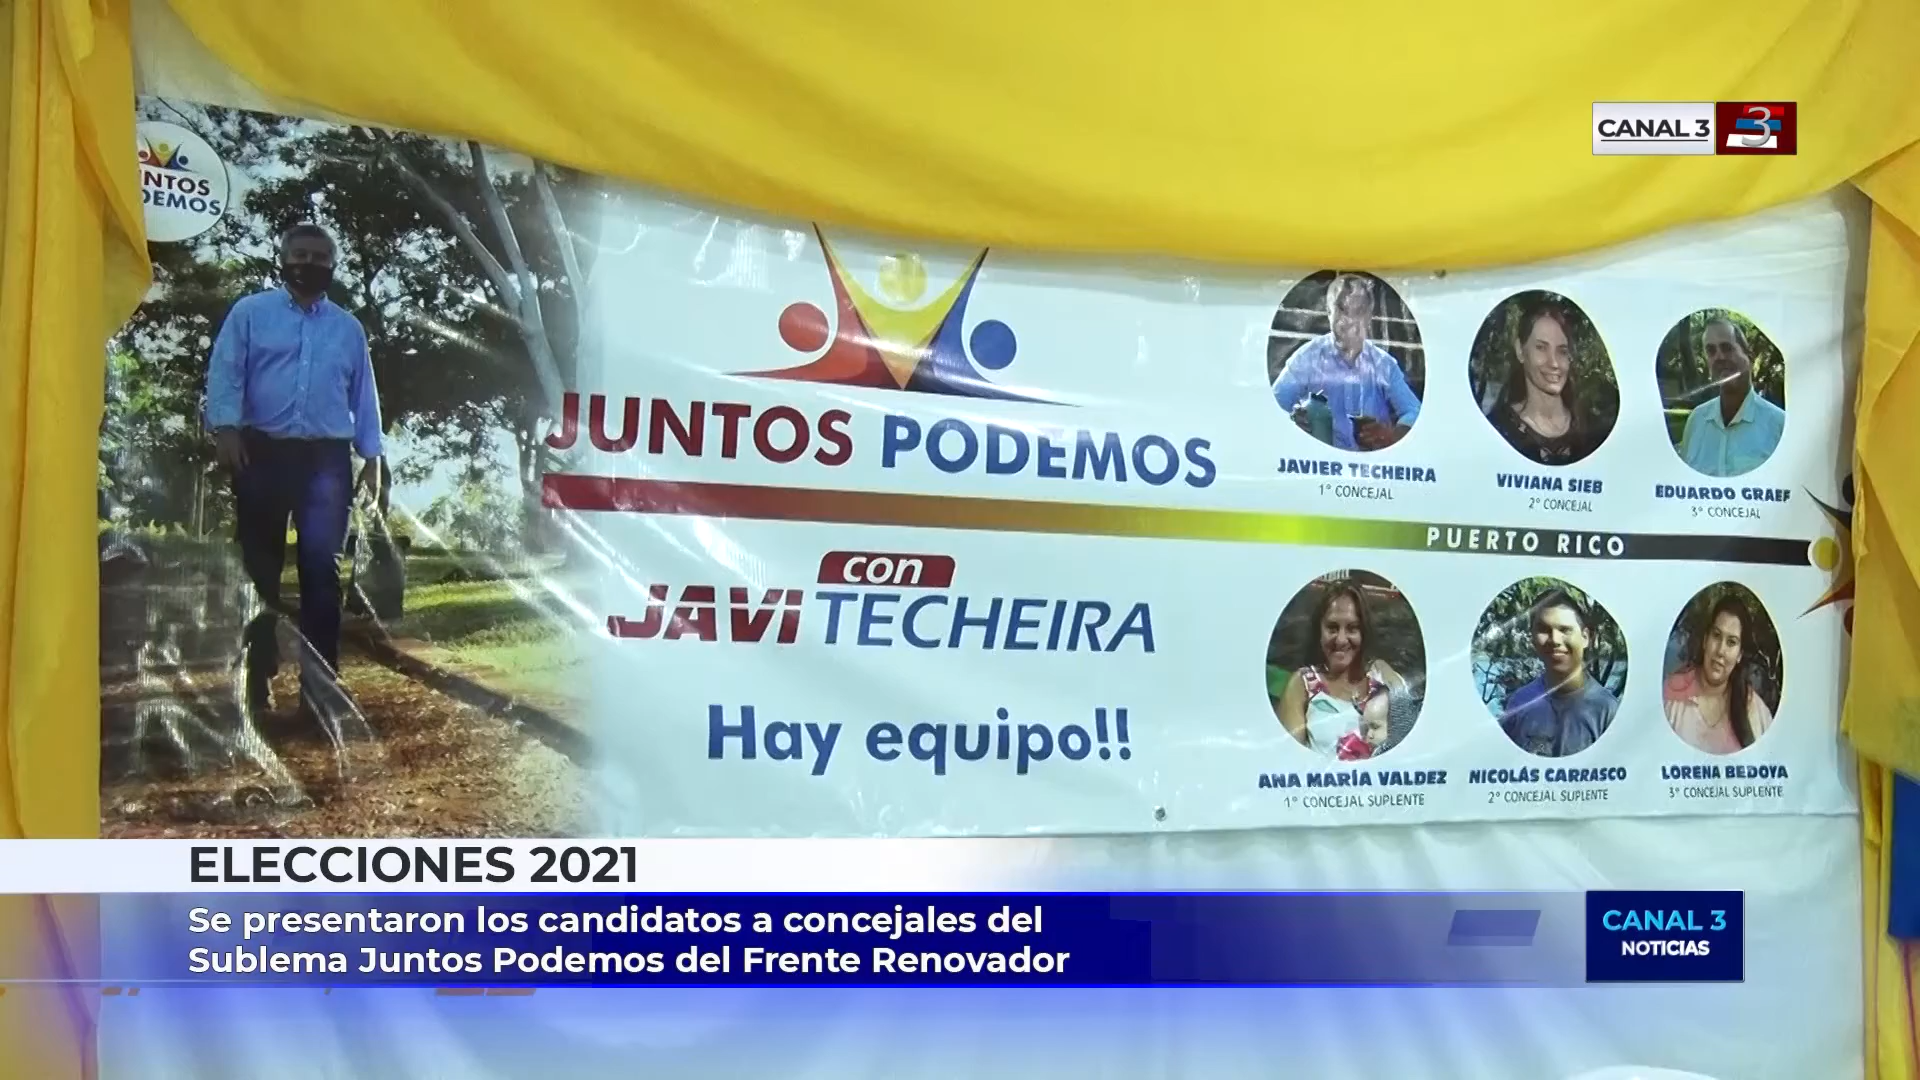 CANAL 3
3
JUNTOS
PODEMOS
JUNTOS PODEMOS
con
JAVI TECHEIRA
Hay equipo!!
JAVIER TECHEIRA
1° CONCEJAL
VIVIANA SIEB
2° CONCEJAL
EDUARDO GRAEF
3° CONCEJAL
PUERTO RICO
ANA MARÍA VALDEZ
1° CONCEJAL SUPLENTE
NICOLÁS CARRASCO
2° CONCEJAL SUPLENTE
LORENA BEDOYA
3° CONCEJAL SUPLENTE
ELECCIONES 2021
Se presentaron los candidatos a concejales del
Sublema Juntos Podemos del Frente Renovador
CANAL 3
NOTICIAS